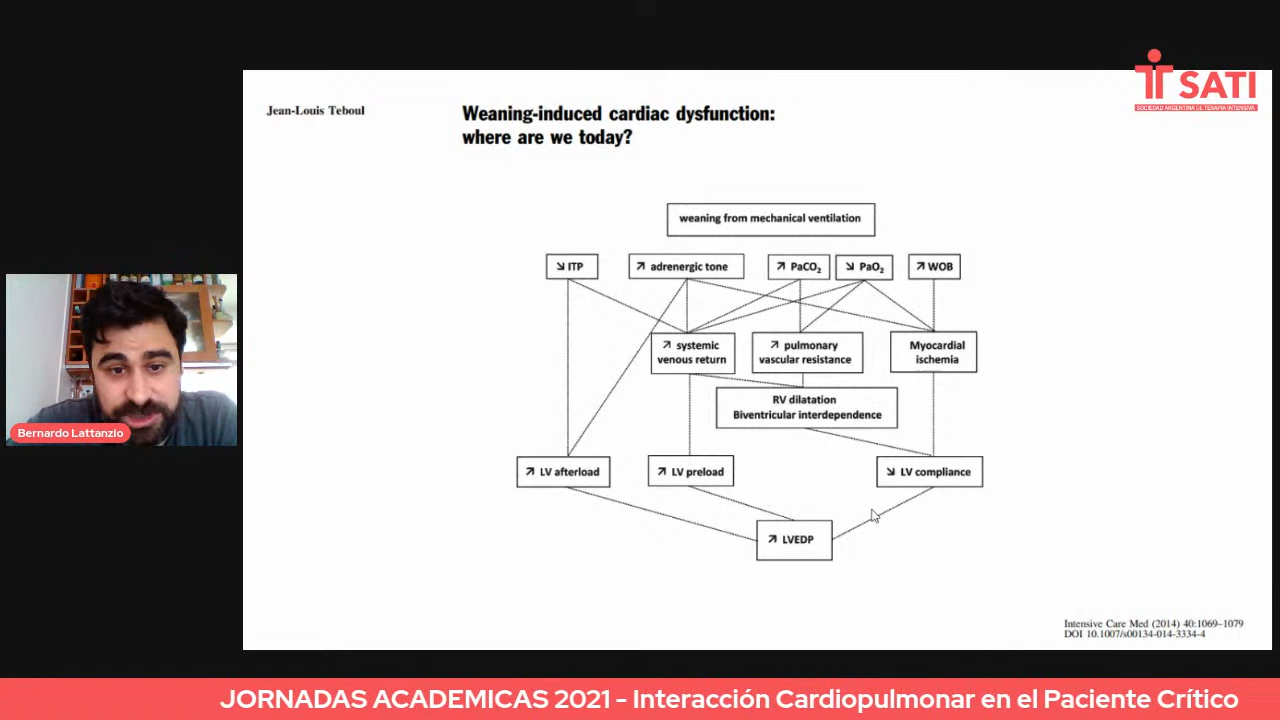 SATI
SOCIEDAD ARGENTINA DE TERAPIA INTENSIVA
Jean-Louis Teboul
Weaning-induced cardiac dysfunction:
where are we today?
weaning from mechanical ventilation
↘ ITP
↗ adrenergic tone
↗ PaCO₂
↘ PaO₂
↗ WOB
↗ systemic
venous return
↗ pulmonary
vascular resistance
Myocardial
ischemia
RV dilatation
Biventricular interdependence
↗ LV afterload
↗ LV preload
↘ LV compliance
↗ LVEDP
Bernardo Lattanzio
Intensive Care Med (2014) 40:1069–1079
DOI 10.1007/s00134-014-3334-4
JORNADAS ACADEMICAS 2021 - Interacción Cardiopulmonar en el Paciente Crítico